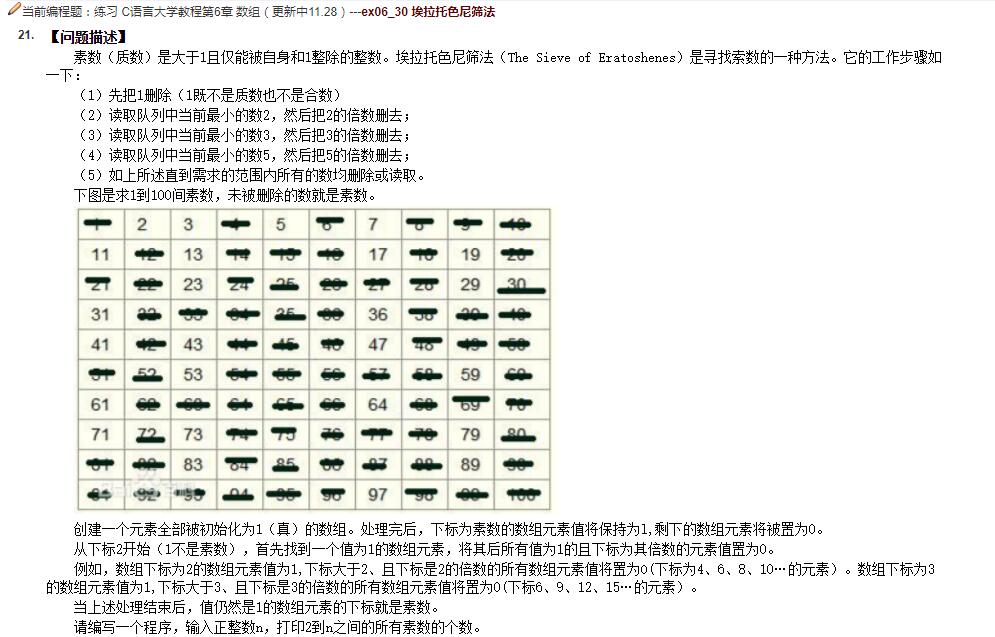 当前编程题：练习 C语言大学教程第6章 数组（更新中11.28）---ex06_30 埃拉托色尼筛法
21. 【问题描述】
素数（质数）是大于1且仅能被自身和1整除的整数。埃拉托色尼筛法（The Sieve of Eratoshenes）是寻找索数的一种方法。它的工作步骤如
一下：
（1）先把1删除（1既不是质数也不是合数）
（2）读取队列中当前最小的数2，然后把2的倍数删去；
（3）读取队列中当前最小的数3，然后把3的倍数删去；
（4）读取队列中当前最小的数5，然后把5的倍数删去；
（5）如上所述直到需求的范围内所有的数均删除或读取。
下图是求1到100间素数，未被删除的数就是素数。
1 2 3 4 5 6 7 8 9 10
11 12 13 14 15 17 16 19 20
21 22 23 24 25 26 27 28 29 30
31 32 33 34 35 36 38 39 40
41 42 43 44 45 46 47 48 49 50
51 52 53 54 55 56 57 58 59 60
61 62 64 65 66 64 68 69 70
71 72 73 74 75 76 77 78 79 80
81 82 83 84 85 86 87 88 89 90
92 94 95 96 97 98 99 100
创建一个元素全部被初始化为1（真）的数组。处理完后，下标为素数的数组元素值将保持为1,剩下的数组元素将被置为0。
从下标2开始（1不是素数），首先找到一个值为1的数组元素，将其后所有值为1的且下标为其倍数的元素值置为0。
例如，数组下标为2的数组元素值为1,下标大于2、且下标是2的倍数的所有数组元素值将置为0(下标为4、6、8、10…的元素）。数组下标为3
的数组元素值为1,下标大于3、且下标是3的倍数的所有数组元素值将置为0(下标6、9、12、15…的元素）。
当上述处理结束后，值仍然是1的数组元素的下标就是素数。
请编写一个程序，输入正整数n，打印2到n之间的所有素数的个数。